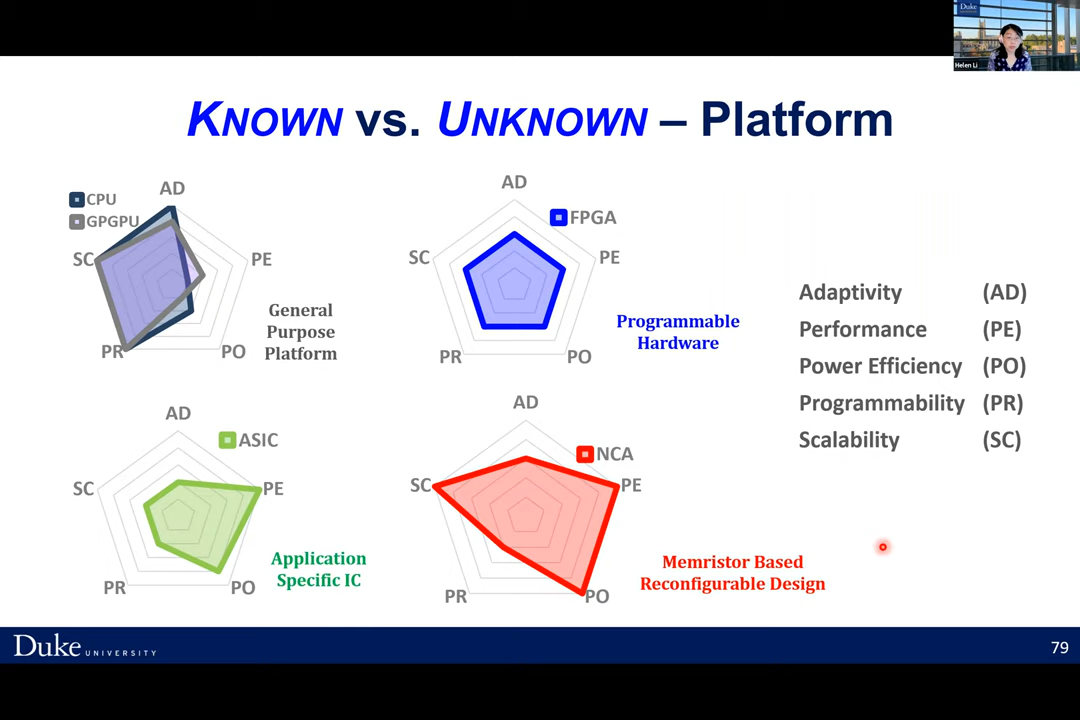 Duke
UNIVERSITY
Helen Li
KNOWN vs. UNKNOWN – Platform
CPU
GPGPU
AD
PE
PO
PR
SC
General
Purpose
Platform
AD
FPGA
PE
PO
PR
SC
Programmable
Hardware
Adaptivity (AD)
Performance (PE)
Power Efficiency (PO)
Programmability (PR)
Scalability (SC)
AD
ASIC
PE
PO
PR
SC
Application
Specific IC
AD
NCA
PE
PO
PR
SC
Memristor Based
Reconfigurable Design
Duke UNIVERSITY
79